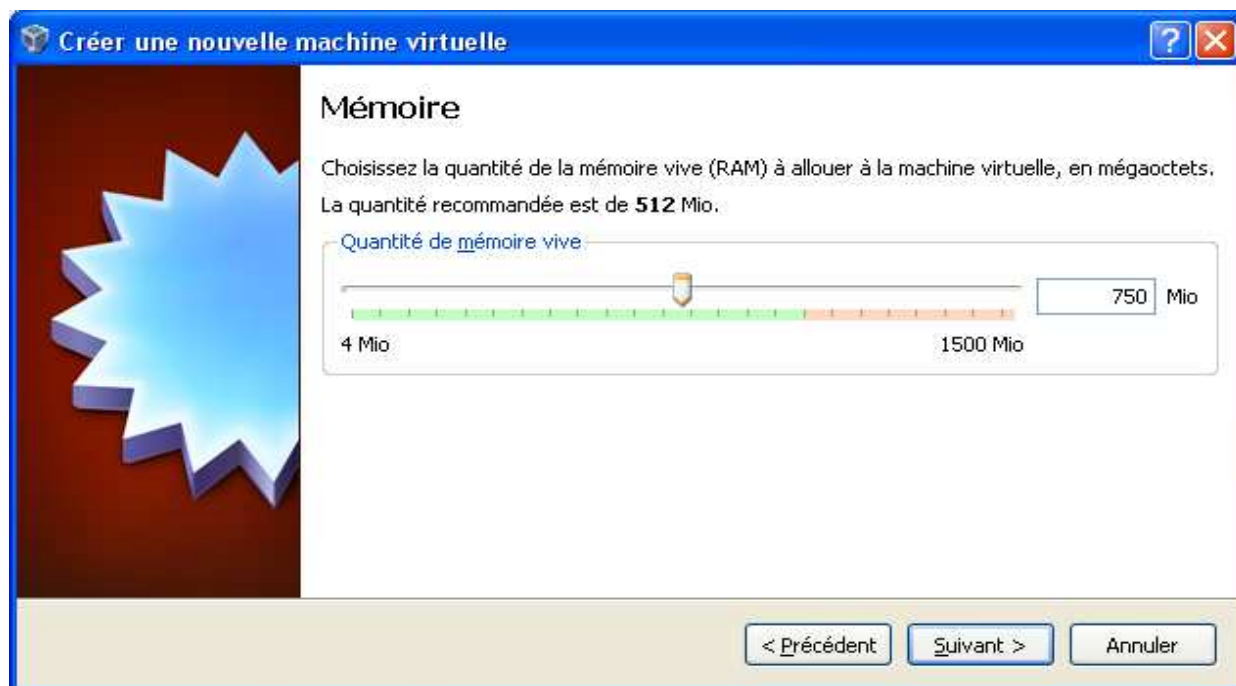 Créer une nouvelle machine virtuelle
Mémoire
Choisissez la quantité de la mémoire vive (RAM) à allouer à la machine virtuelle, en mégaoctets.
La quantité recommandée est de 512 Mio.
Quantité de mémoire vive
750 Mio
4 Mio 1500 Mio
< Précédent Suivant > Annuler